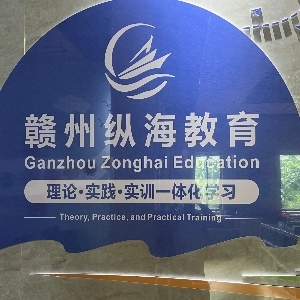 赣州纵海教育
Ganzhou Zonghai Education
理论·实践·实训一体化学习
Theory, Practice, and Practical Training